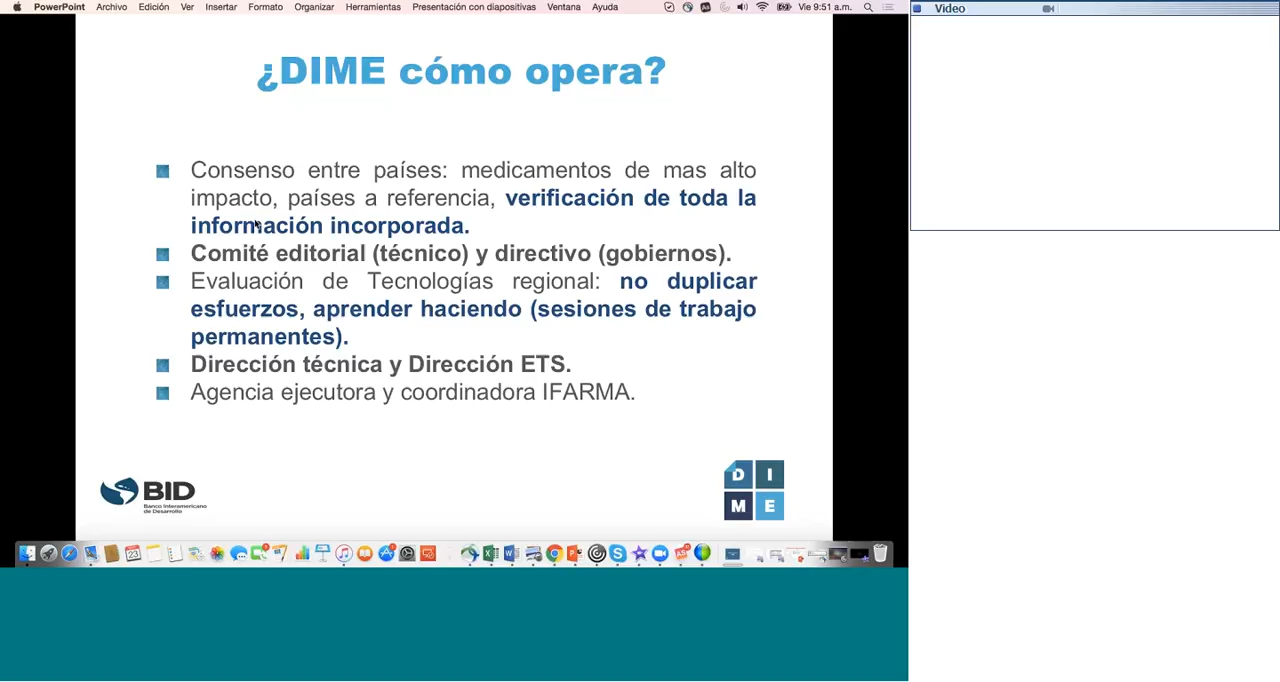 PowerPoint Archivo Edición Ver Insertar Formato Organizar Herramientas Presentación con diapositivas Ventana Ayuda Vie 9:51 a.m.
Video
¿DIME cómo opera?
Consenso entre países: medicamentos de mas alto
impacto, países a referencia, verificación de toda la
información incorporada.
Comité editorial (técnico) y directivo (gobiernos).
Evaluación de Tecnologías regional: no duplicar
esfuerzos, aprender haciendo (sesiones de trabajo
permanentes).
Dirección técnica y Dirección ETS.
Agencia ejecutora y coordinadora IFARMA.
BID
Banco Interamericano
de Desarrollo
D I
M E
23